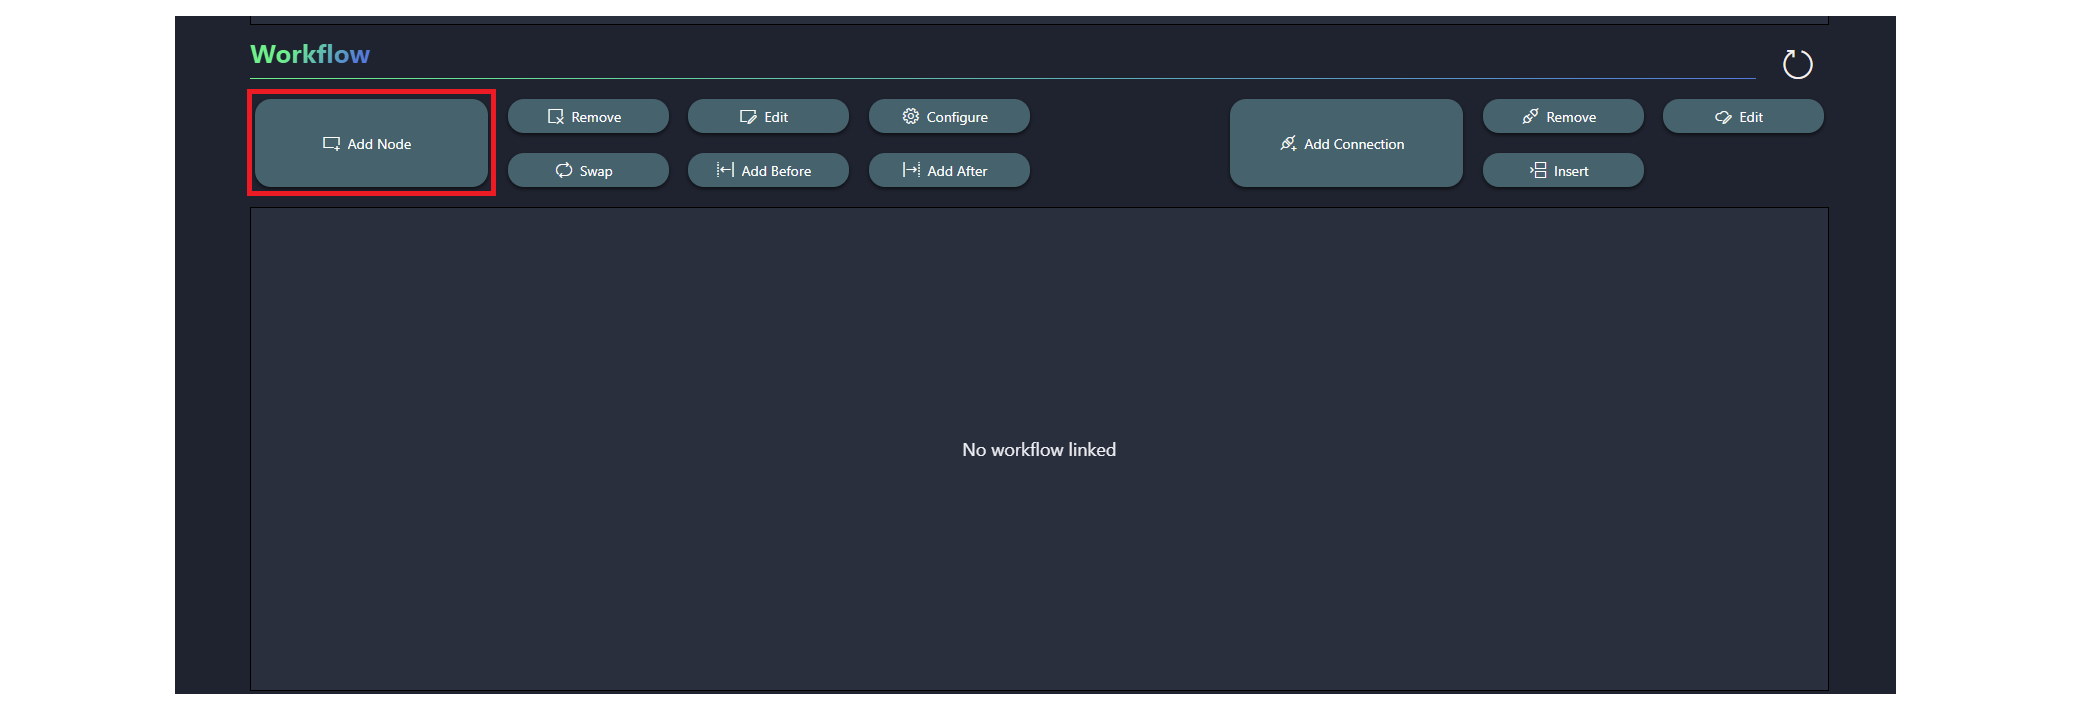 Workflow
Add Node
Remove
Edit
Configure
Swap
Add Before
Add After
Add Connection
Remove
Edit
Insert
No workflow linked